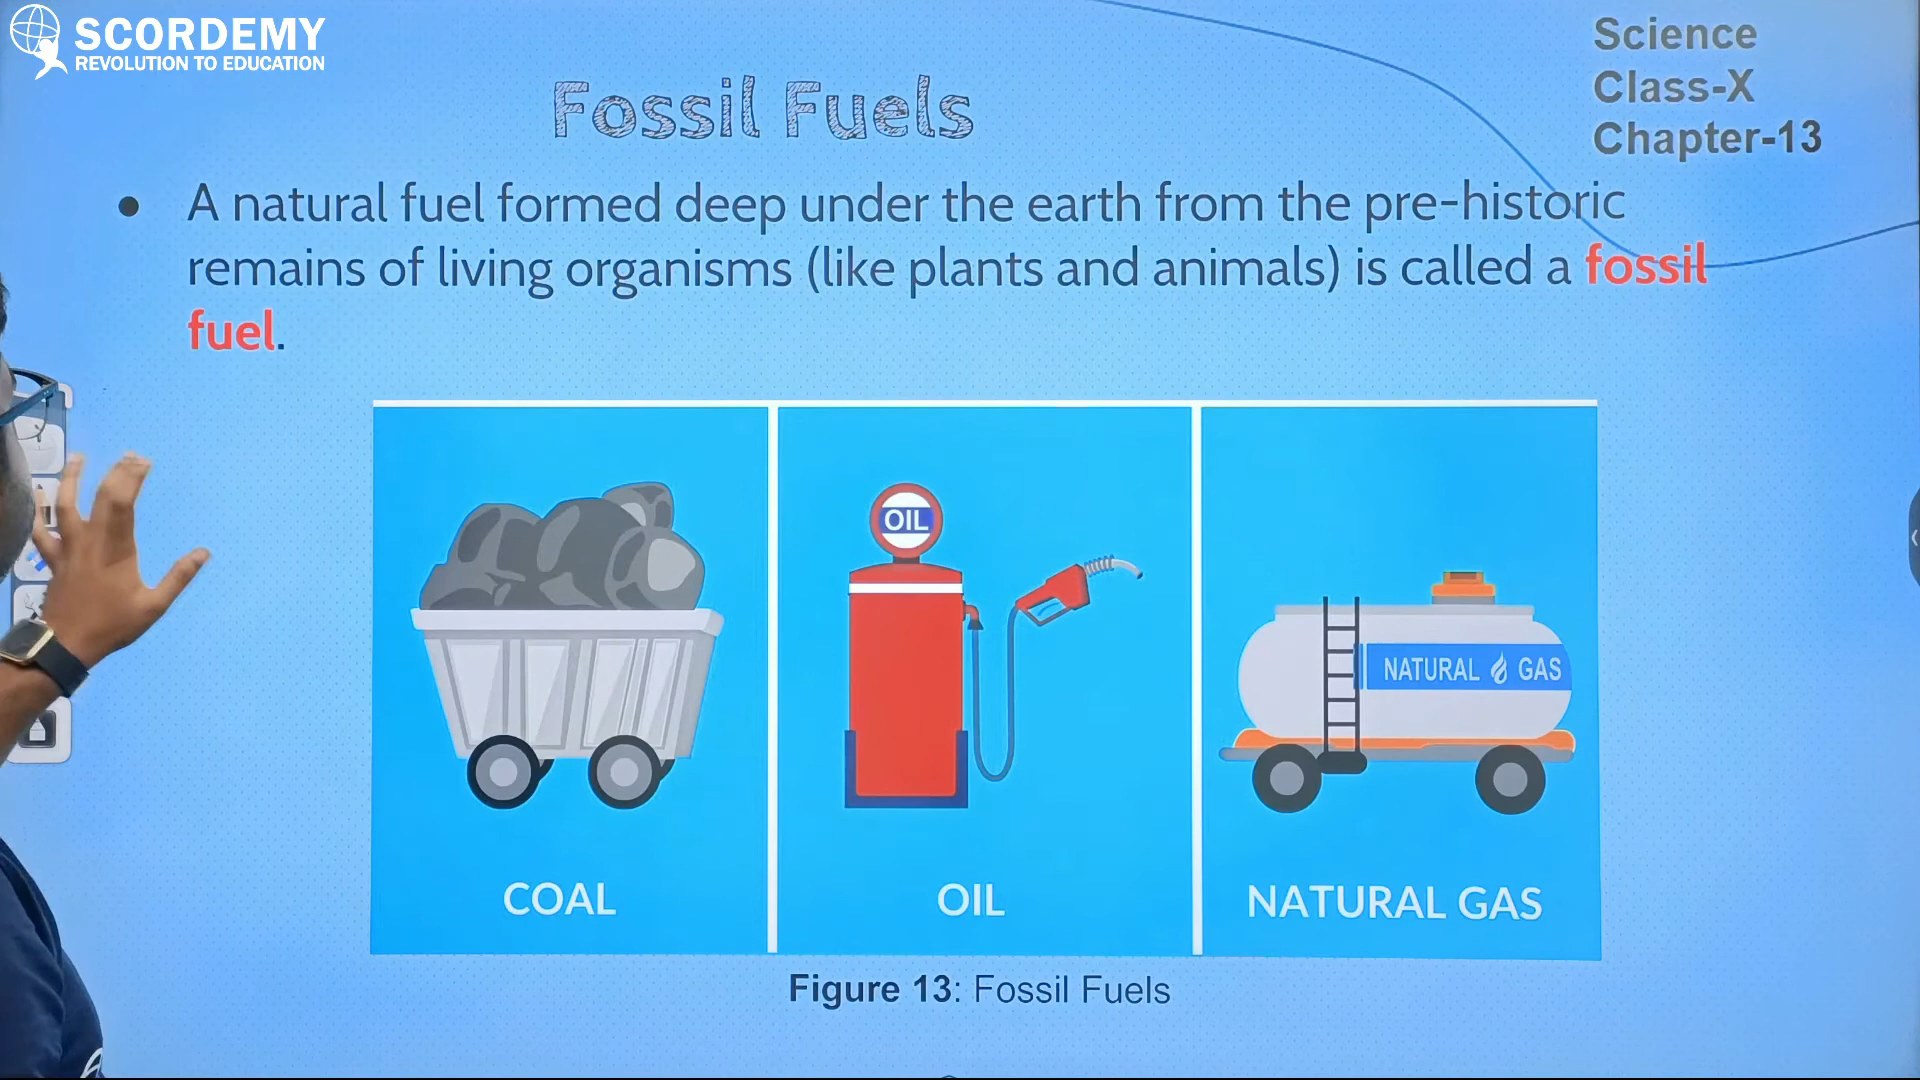 SCORDEMY
REVOLUTION TO EDUCATION
Science
Class-X
Chapter-13
Fossil Fuels
A natural fuel formed deep under the earth from the pre-historic
remains of living organisms (like plants and animals) is called a fossil
fuel.
OIL
NATURAL GAS
COAL
OIL
NATURAL GAS
Figure 13: Fossil Fuels